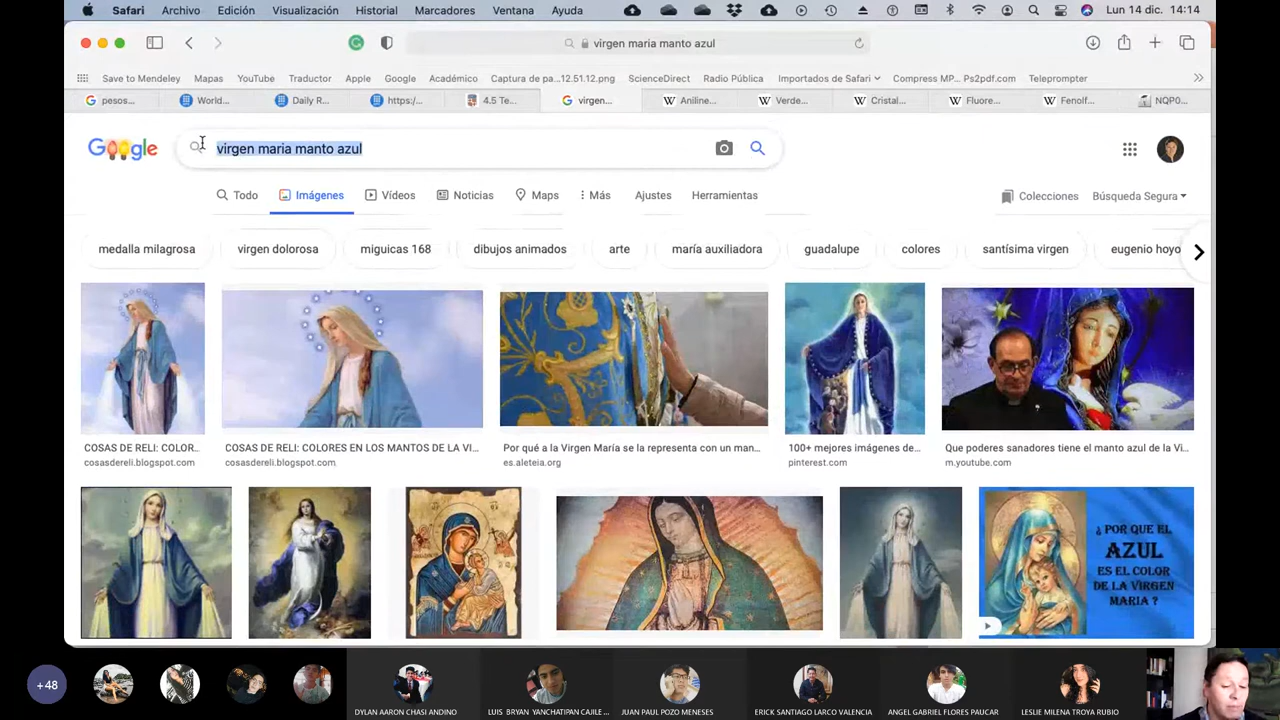 Safari Archivo Edición Visualización Historial Marcadores Ventana Ayuda Lun 14 dic. 14:14
virgen maria manto azul
Save to Mendeley Mapas YouTube Traductor Apple Google Académico Captura de pa...12.51.12.png ScienceDirect Radio Pública Importados de Safari Compress MP... Ps2pdf.com Teleprompter
pesos... World... Daily R... https:/... 4.5 Te... virgen... Aniline... Verde... Cristal... Fluore... Fenolf... NQP0...
Google virgen maria manto azul
Todo Imágenes Vídeos Noticias Maps Más Ajustes Herramientas Colecciones Búsqueda Segura
medalla milagrosa virgen dolorosa miguicas 168 dibujos animados arte maría auxiliadora guadalupe colores santísima virgen eugenio hoyo
COSAS DE RELI: COLOR... COSAS DE RELI: COLORES EN LOS MANTOS DE LA VI... Por qué a la Virgen María se la representa con un man... 100+ mejores imágenes de... Que poderes sanadores tiene el manto azul de la Vi...
cosasdereli.blogspot.com cosasdereli.blogspot.com es.aleteia.org pinterest.com m.youtube.com
¿ POR QUE EL
AZUL
ES EL COLOR
DE LA VIRGEN
MARIA ?
+48
DYLAN AARON CHASI ANDINO LUIS BRYAN YANCHATIPAN CAJILE ... JUAN PAUL POZO MENESES ERICK SANTIAGO LARCO VALENCIA ANGEL GABRIEL FLORES PAUCAR LESLIE MILENA TROYA RUBIO